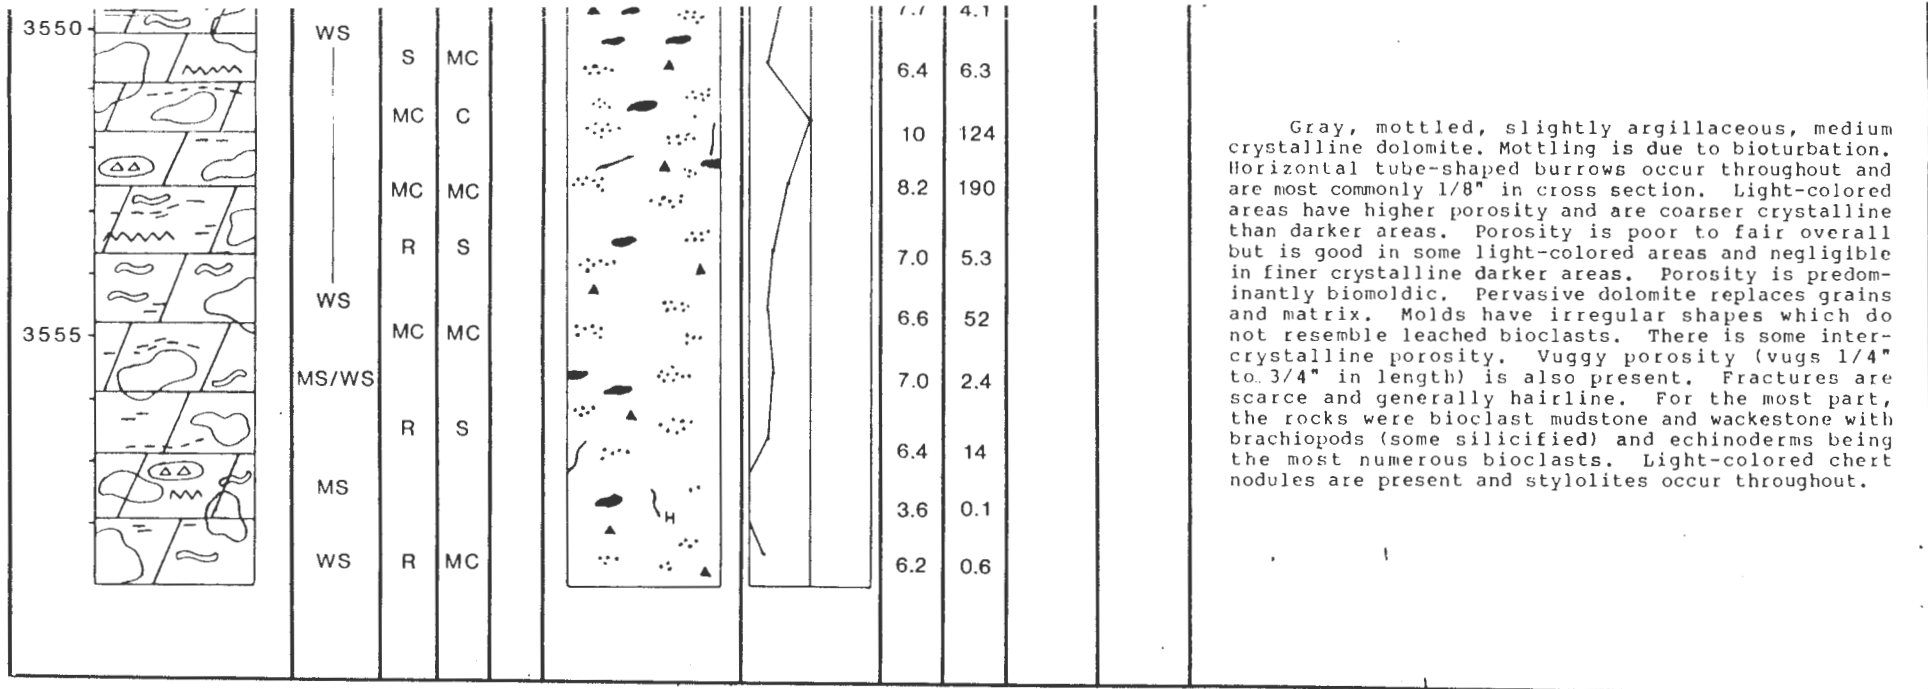 7.7 4.1
3550 WS
S MC 6.4 6.3
MC C 10 124
MC MC 8.2 190
R S 7.0 5.3
WS
6.6 52
3555 MC MC
MS/WS 7.0 2.4
R S 6.4 14
MS
H 3.6 0.1
WS R MC 6.2 0.6
Gray, mottled, slightly argillaceous, medium
crystalline dolomite. Mottling is due to bioturbation.
Horizontal tube-shaped burrows occur throughout and
are most commonly 1/8" in cross section. Light-colored
areas have higher porosity and are coarser crystalline
than darker areas. Porosity is poor to fair overall
but is good in some light-colored areas and negligible
in finer crystalline darker areas. Porosity is predom-
inantly biomoldic. Pervasive dolomite replaces grains
and matrix. Molds have irregular shapes which do
not resemble leached bioclasts. There is some inter-
crystalline porosity. Vuggy porosity (vugs 1/4"
to 3/4" in length) is also present. Fractures are
scarce and generally hairline. For the most part,
the rocks were bioclast mudstone and wackestone with
brachiopods (some silicified) and echinoderms being
the most numerous bioclasts. Light-colored chert
nodules are present and stylolites occur throughout.